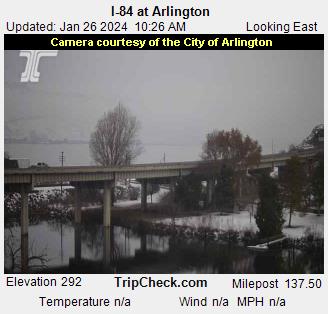 I-84 at Arlington
Updated: Jan 26 2024 10:26 AM Looking East
Camera courtesy of the City of Arlington
Elevation 292 TripCheck.com Milepost 137.50
Temperature n/a Wind n/a MPH n/a